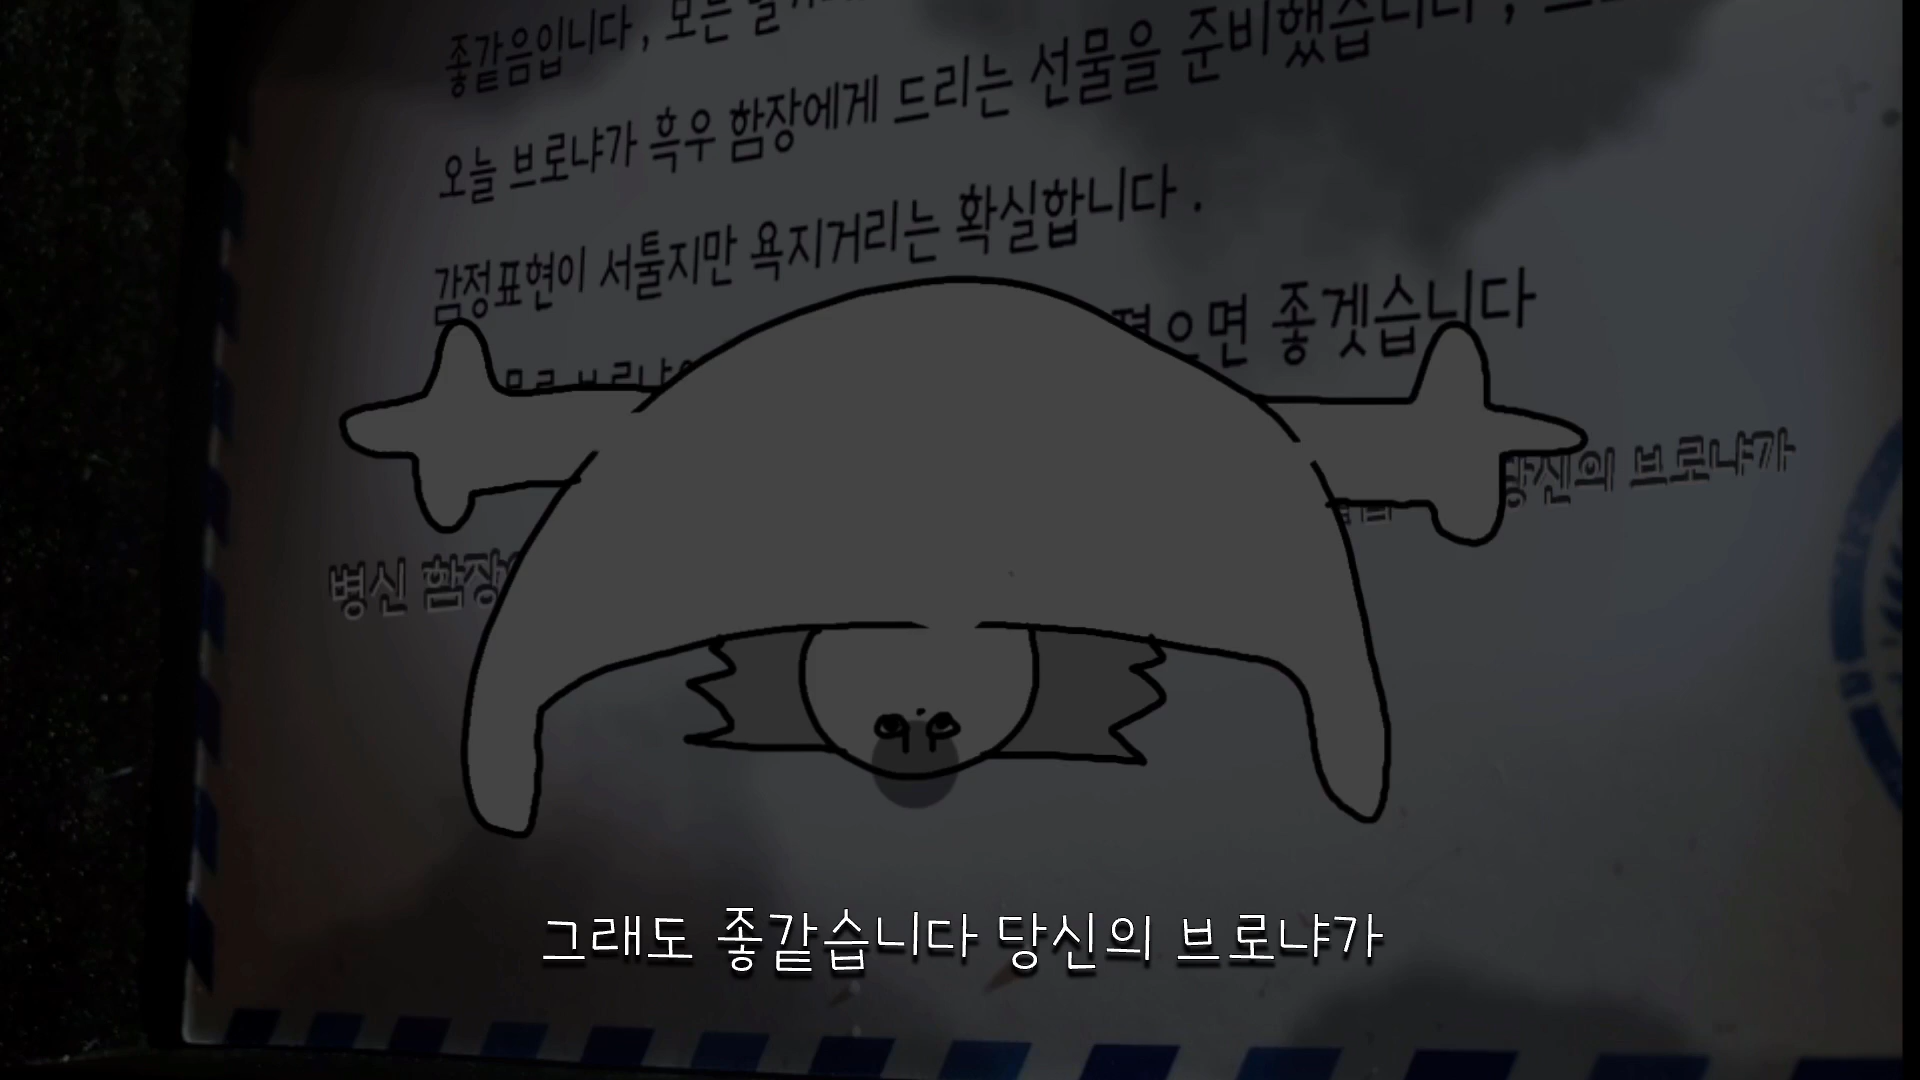 좋같음입니다 , 모든
오늘 브로냐가 흑우 함장에게 드리는 선물을 준비했습니다 ,
감정표현이 서툴지만 욕지거리는 확실합니다 .
으면 좋겟습니다
당신의 브로냐가
병신 함장
그래도 좋같습니다 당신의 브로냐가